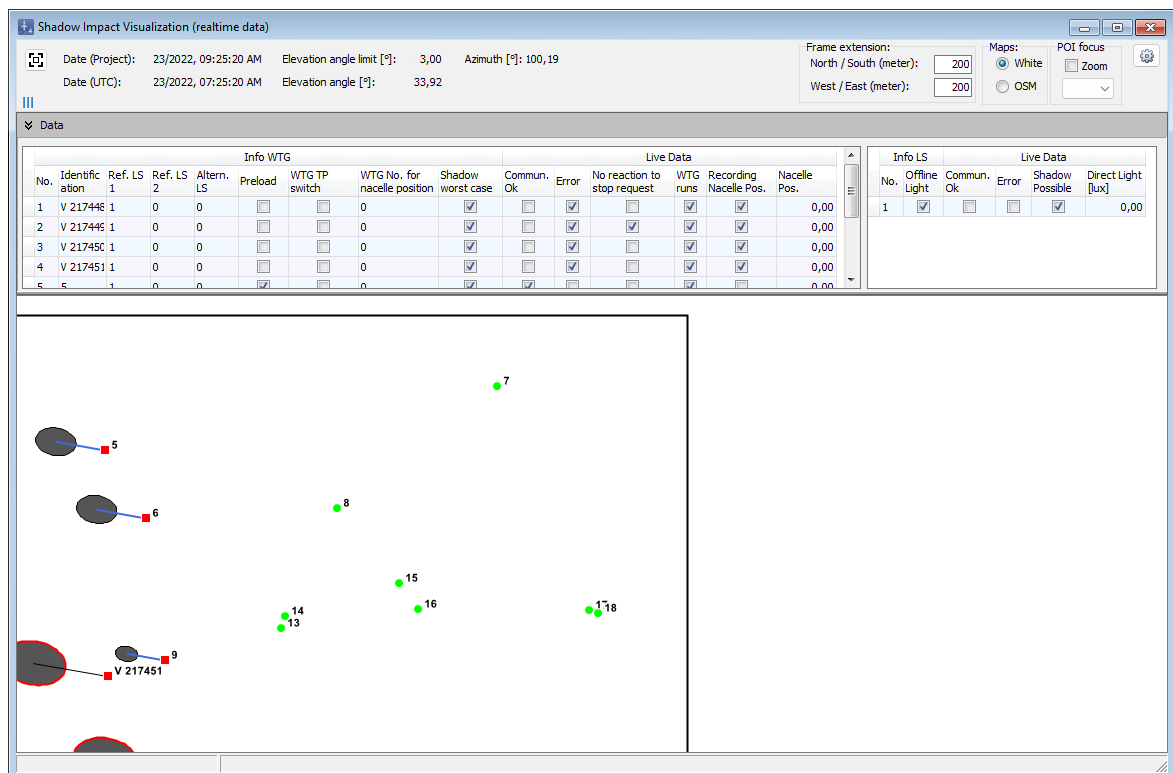 Shadow Impact Visualization (realtime data)
Date (Project): 23/2022, 09:25:20 AM Elevation angle limit [º]: 3,00 Azimuth [º]: 100,19
Date (UTC): 23/2022, 07:25:20 AM Elevation angle [º]: 33,92
Frame extension:
North / South (meter): 200
West / East (meter): 200
Maps:
White
OSM
POI focus
Zoom
Data
Info WTG Live Data
No. Identific ation Ref. LS 1 Ref. LS 2 Altern. LS Preload WTG TP switch WTG No. for nacelle position Shadow worst case Commun. Ok Error No reaction to stop request WTG runs Recording Nacelle Pos. Nacelle Pos.
1 V 217448 1 0 0 0 0,00
2 V 217449 1 0 0 0 0,00
3 V 217450 1 0 0 0 0,00
4 V 217451 1 0 0 0 0,00
5 5 1 0 0 0 0,00
Info LS Live Data
No. Offline Light Commun. Ok Error Shadow Possible Direct Light [lux]
1 0,00
7
5
8
6
15
16
18
14
13
9
V 217451